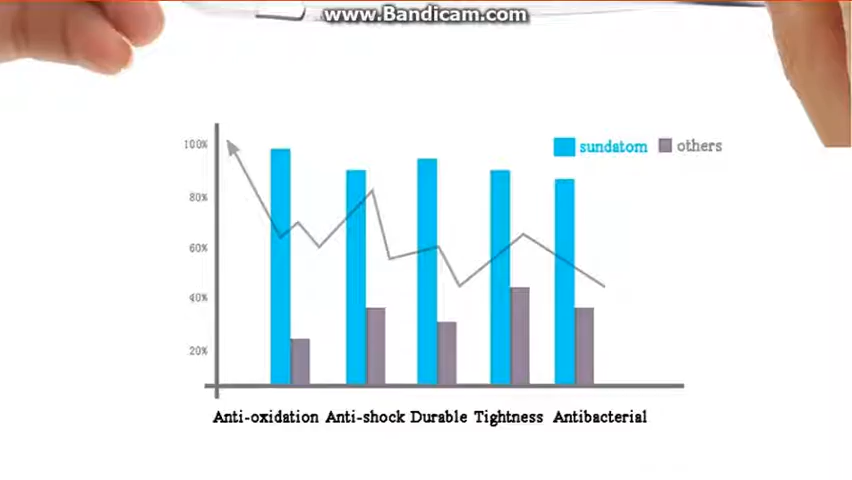 www.Bandicam.com
100%
sundatom others
80%
60%
40%
20%
Anti-oxidation Anti-shock Durable Tightness Antibacterial